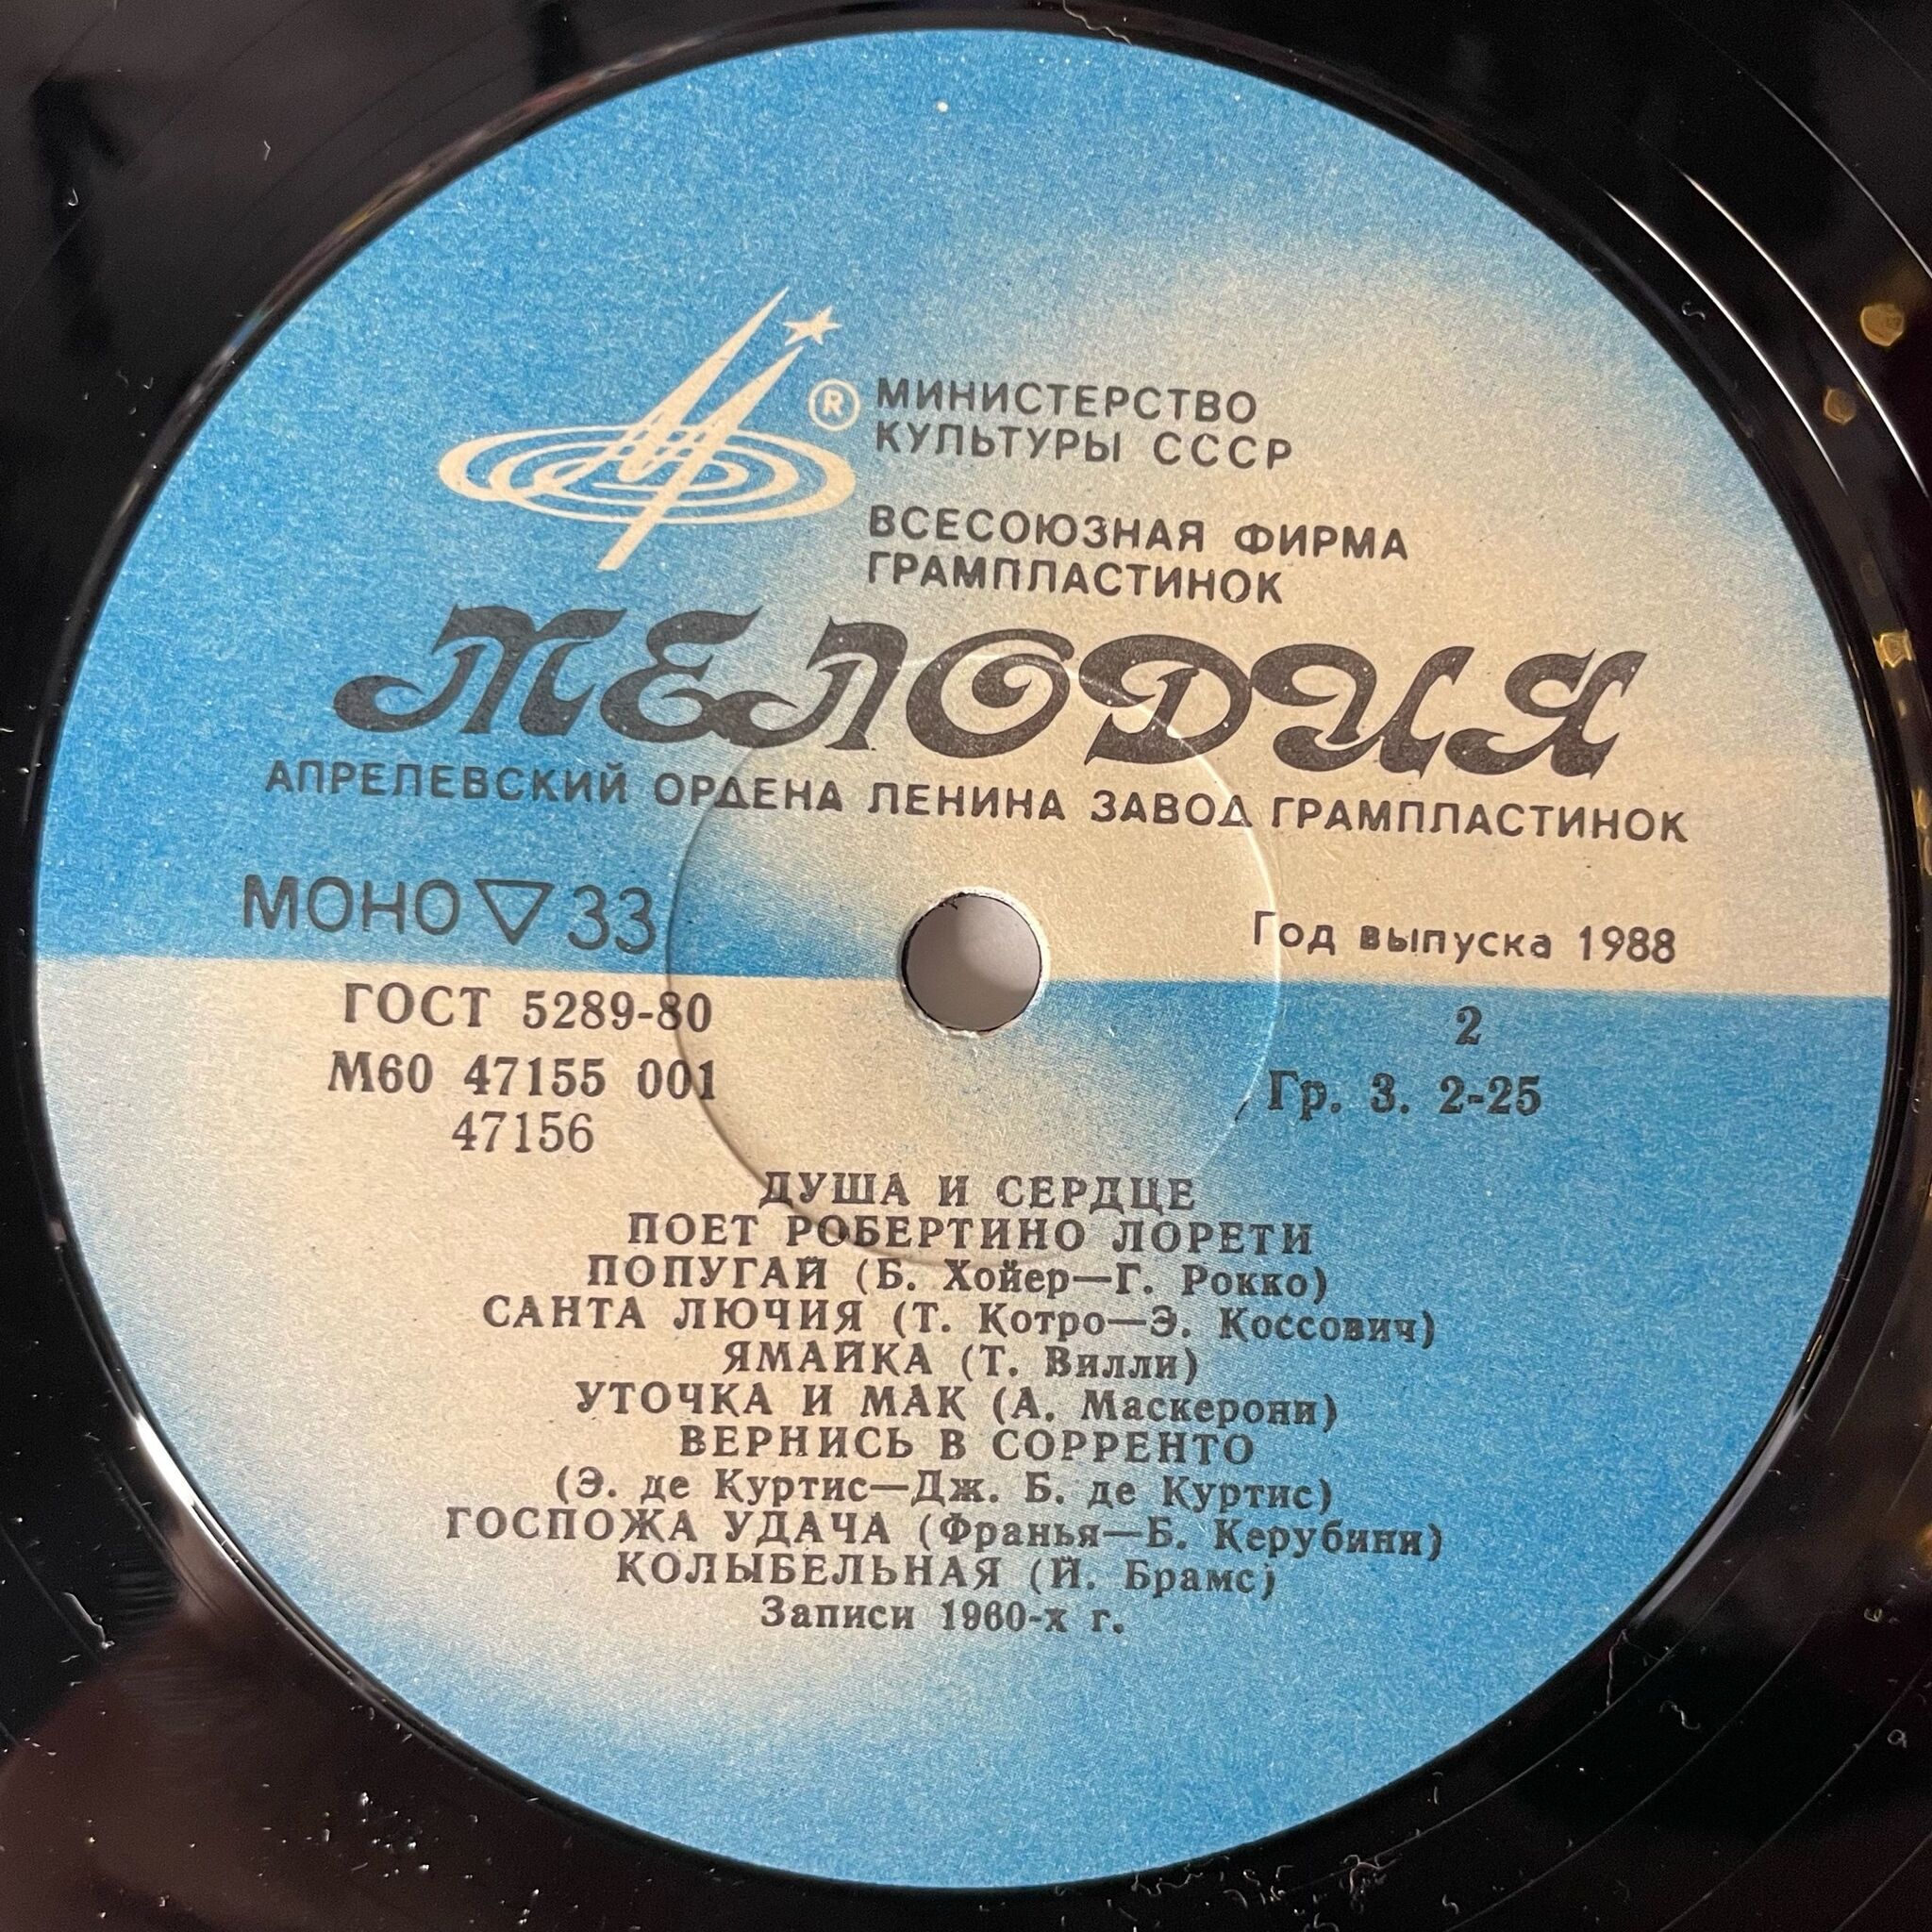 ®
МИНИСТЕРСТВО
КУЛЬТУРЫ СССР
ВСЕСОЮЗНАЯ ФИРМА
ГРАМПЛАСТИНОК
МЕЛОДИЯ
АПРЕЛЕВСКИЙ ОРДЕНА ЛЕНИНА ЗАВОД ГРАМПЛАСТИНОК
МОНО ▽ 33
Год выпуска 1988
ГОСТ 5289-80
2
М60 47155 001
Гр. 3. 2-25
47156
ДУША И СЕРДЦЕ
ПОЕТ РОБЕРТИНО ЛОРЕТИ
ПОПУГАЙ (Б. Хойер—Г. Рокко)
САНТА ЛЮЧИЯ (Т. Котро—Э. Коссович)
ЯМАЙКА (Т. Вилли)
УТОЧКА И МАК (А. Маскерони)
ВЕРНИСЬ В СОРРЕНТО
(Э. де Куртис—Дж. Б. де Куртис)
ГОСПОЖА УДАЧА (Франья—Б. Керубини)
КОЛЫБЕЛЬНАЯ (Й. Брамс)
Записи 1960-х г.